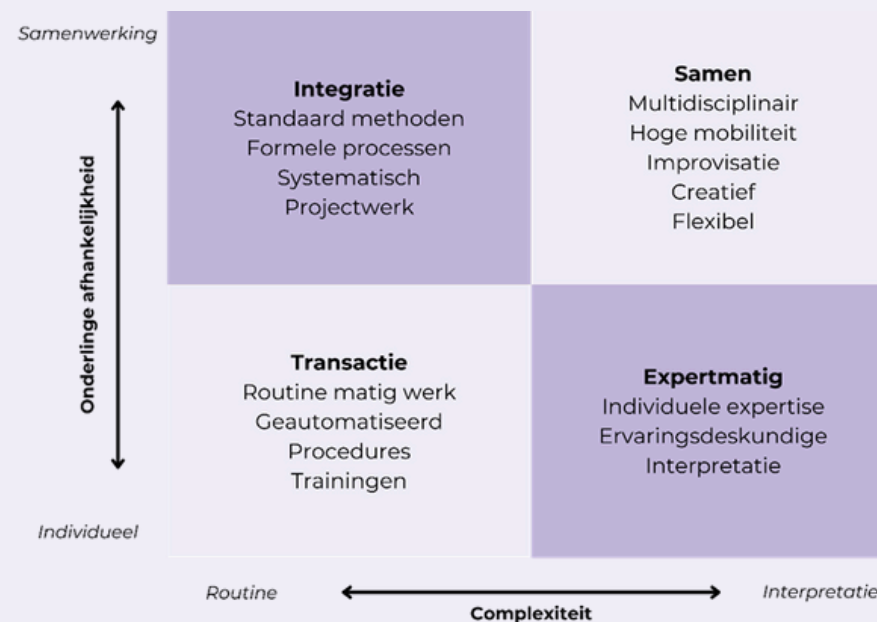 Samenwerking
Integratie
Standaard methoden
Formele processen
Systematisch
Projectwerk
Samen
Multidisciplinair
Hoge mobiliteit
Improvisatie
Creatief
Flexibel
Onderlinge afhankelijkheid
Transactie
Routine matig werk
Geautomatiseerd
Procedures
Trainingen
Expertmatig
Individuele expertise
Ervaringsdeskundige
Interpretatie
Individueel
Routine
Interpretatie
Complexiteit